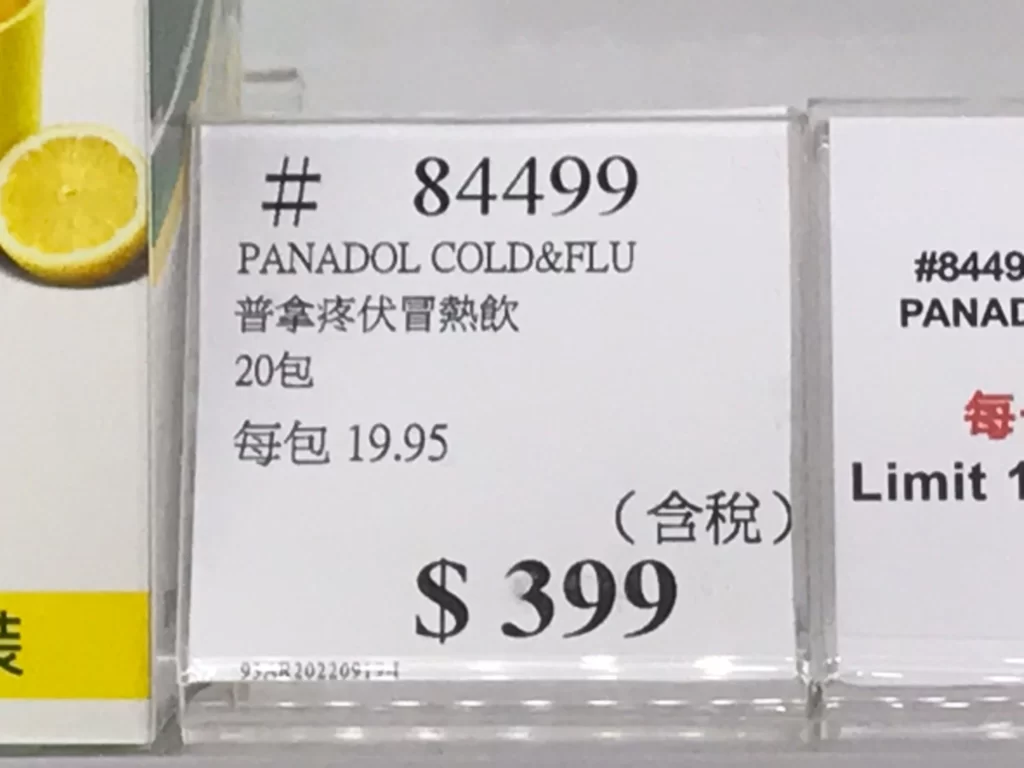 # 84499
PANADOL COLD&FLU
普拿疼伏冒熱飲
20包
每包 19.95
(含稅)
$ 399
#8449
PANAD
每
Limit 1